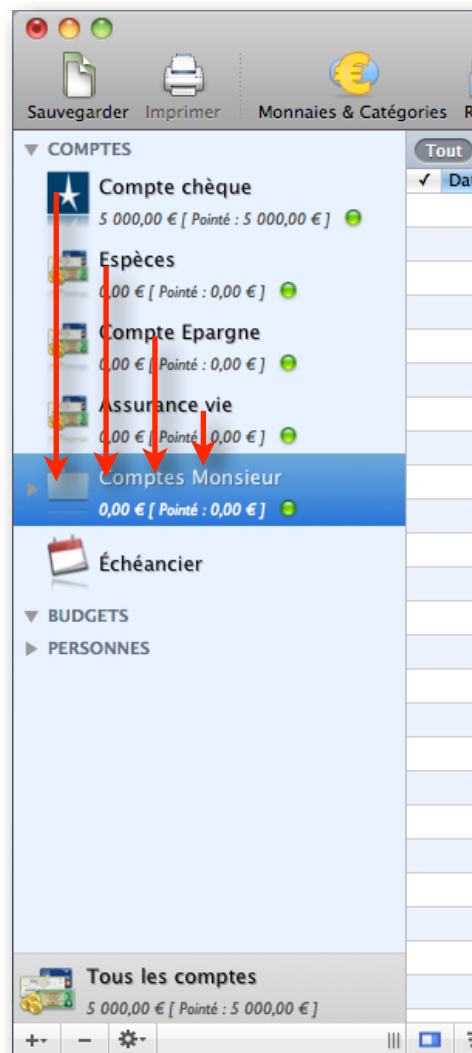 Sauvegarder Imprimer Monnaies & Catégories
COMPTES
Tout
Compte chèque
✓
5 000,00 € [ Pointé : 5 000,00 € ]
Espèces
0,00 € [ Pointé : 0,00 € ]
Compte Epargne
0,00 € [ Pointé : 0,00 € ]
Assurance vie
0,00 € [ Pointé : 0,00 € ]
Comptes Monsieur
0,00 € [ Pointé : 0,00 € ]
Échéancier
BUDGETS
PERSONNES
Tous les comptes
5 000,00 € [ Pointé : 5 000,00 € ]